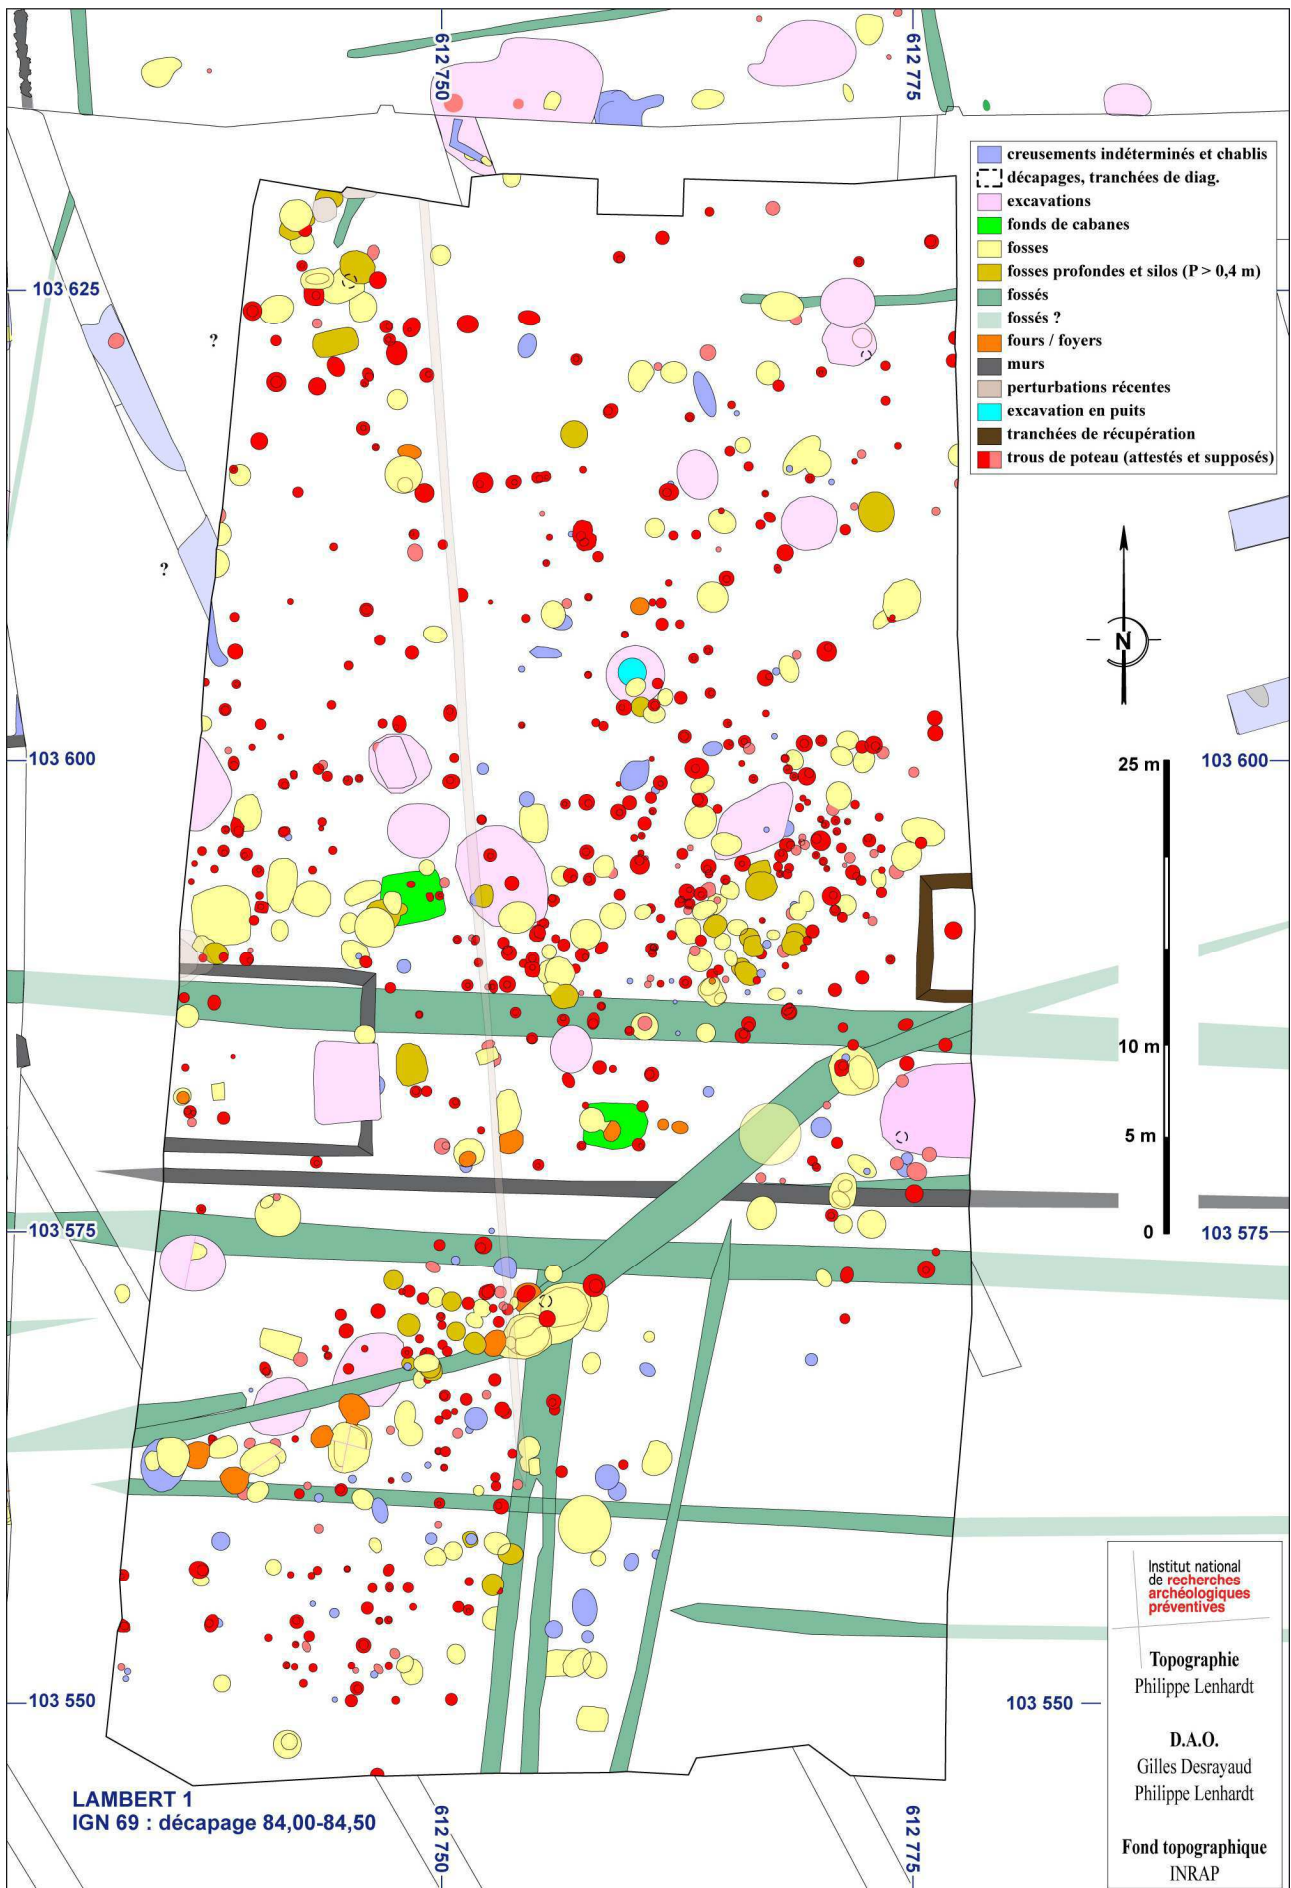 612 750
612 775
creusements indéterminés et chablis
décapages, tranchées de diag.
excavations
fonds de cabanes
fosses
fosses profondes et silos (P > 0,4 m)
fossés
fossés ?
fours / foyers
murs
perturbations récentes
excavation en puits
tranchées de récupération
trous de poteau (attestés et supposés)
103 625
?
?
N
103 600
25 m
103 600
10 m
5 m
103 575
0
103 575
Institut national
de recherches
archéologiques
préventives
Topographie
Philippe Lenhardt
103 550
103 550
D.A.O.
Gilles Desrayaud
Philippe Lenhardt
LAMBERT 1
IGN 69 : décapage 84,00-84,50
612 750
612 775
Fond topographique
INRAP